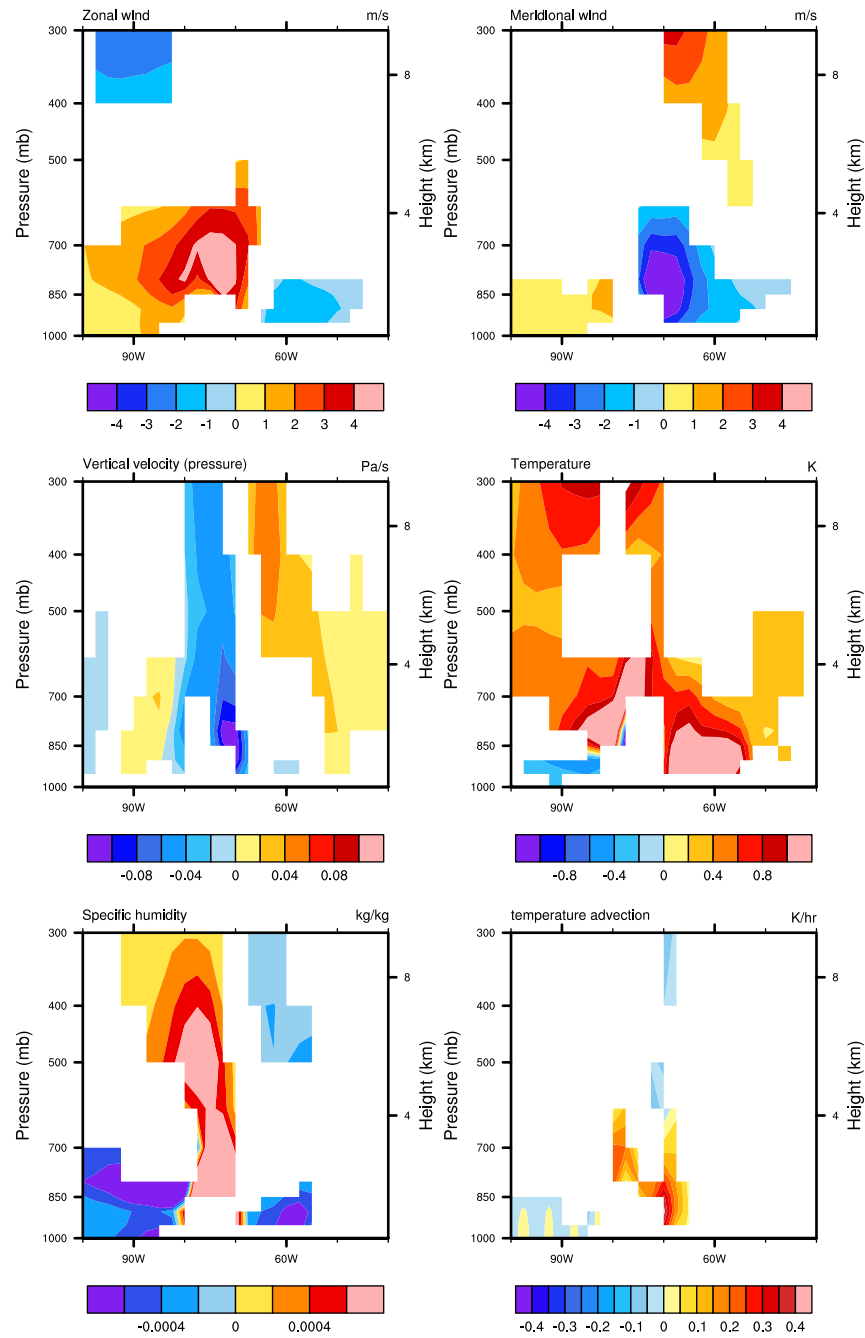 Zonal wind m/s
300
400
500
700
850
1000
Pressure (mb)
8
4
Height (km)
90W 60W
-4 -3 -2 -1 0 1 2 3 4
Meridional wind m/s
300
400
500
700
850
1000
Pressure (mb)
8
4
Height (km)
90W 60W
-4 -3 -2 -1 0 1 2 3 4
Vertical velocity (pressure) Pa/s
300
400
500
700
850
1000
Pressure (mb)
8
4
Height (km)
90W 60W
-0.08 -0.04 0 0.04 0.08
Temperature K
300
400
500
700
850
1000
Pressure (mb)
8
4
Height (km)
90W 60W
-0.8 -0.4 0 0.4 0.8
Specific humidity kg/kg
300
400
500
700
850
1000
Pressure (mb)
8
4
Height (km)
90W 60W
-0.0004 0 0.0004
temperature advection K/hr
300
400
500
700
850
1000
Pressure (mb)
8
4
Height (km)
90W 60W
-0.4 -0.3 -0.2 -0.1 0 0.1 0.2 0.3 0.4